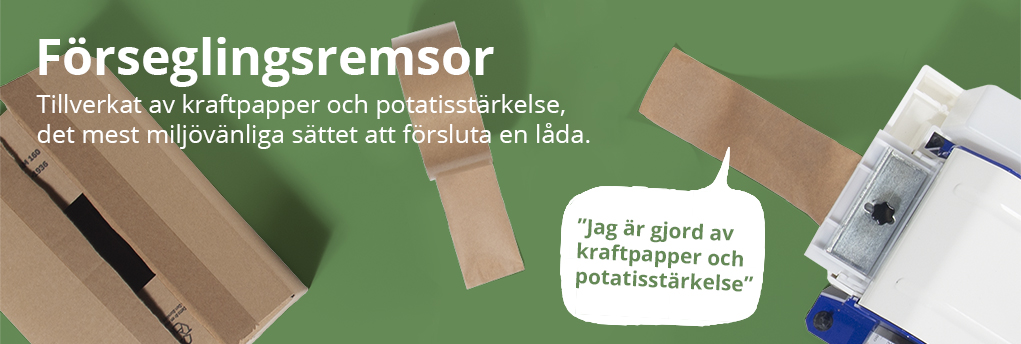 Förseglingsremsor
Tillverkat av kraftpapper och potatisstärkelse,
det mest miljövänliga sättet att försluta en låda.
”Jag är gjord av
kraftpapper och
potatisstärkelse”